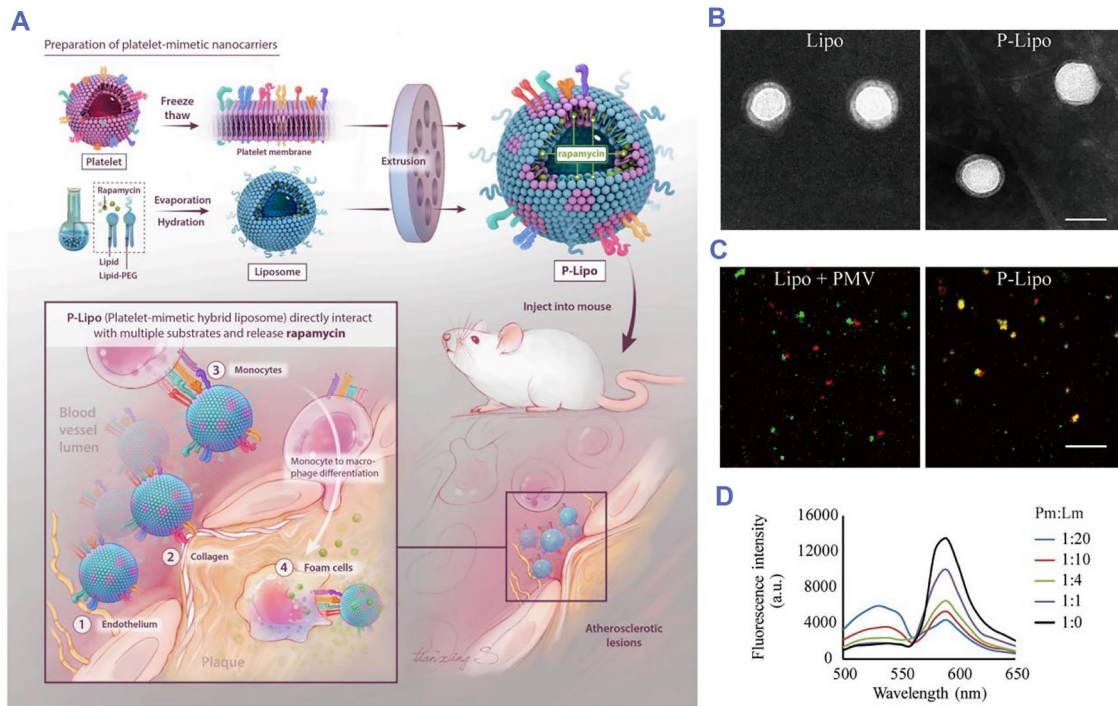 A
Preparation of platelet-mimetic nanocarriers
Platelet
Freeze
thaw
Platelet membrane
Extrusion
rapamycin
P-Lipo
Rapamycin
Lipid
Lipid-PEG
Evaporation
Hydration
Liposome
Inject into mouse
P-Lipo (Platelet-mimetic hybrid liposome) directly interact
with multiple substrates and release rapamycin
3 Monocytes
Blood
vessel
lumen
Monocyte to macro-
phage differentiation
2 Collagen
4 Foam cells
1 Endothelium
Plaque
tianxing S
Atherosclerotic
lesions
B
Lipo
P-Lipo
C
Lipo + PMV
P-Lipo
D
Fluorescence intensity
(a.u.)
16000
12000
8000
4000
0
500 550 600 650
Wavelength (nm)
Pm:Lm
1:20
1:10
1:4
1:1
1:0